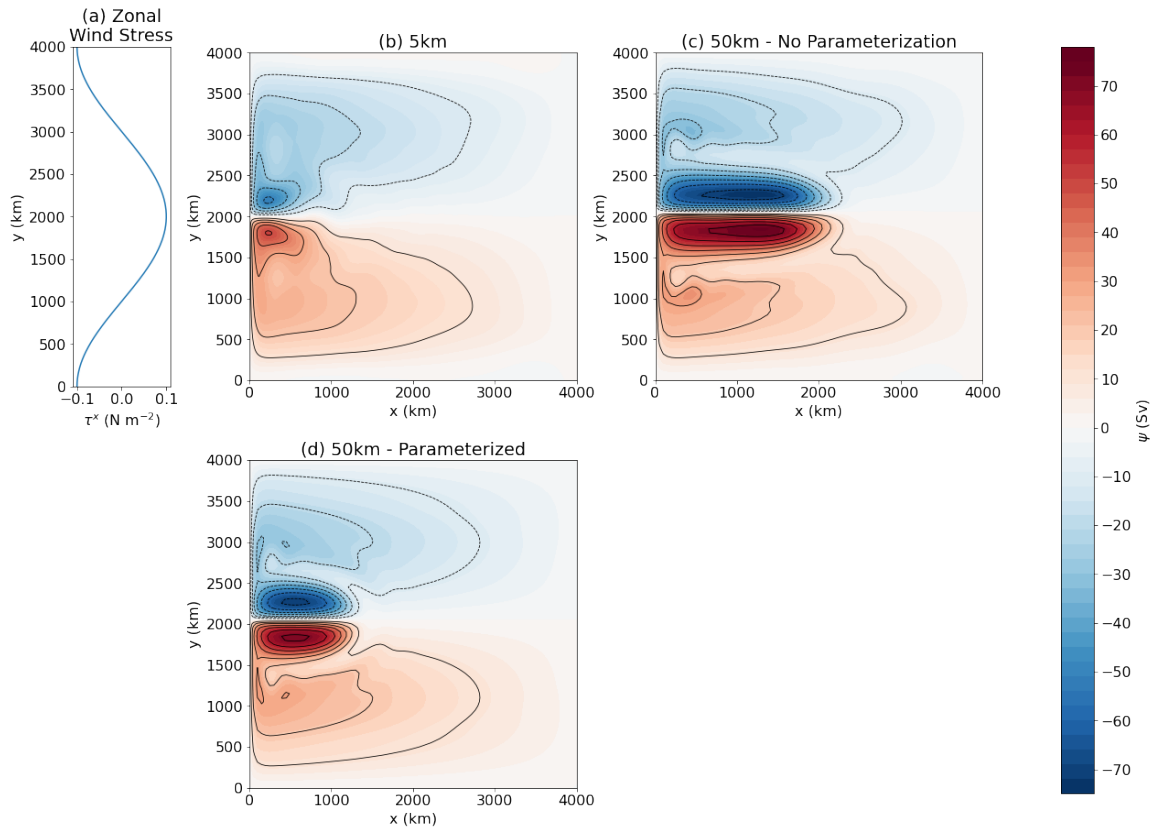 (a) Zonal
Wind Stress
(b) 5km
(c) 50km - No Parameterization
4000
3500
3000
2500
2000
1500
1000
500
0
y (km)
−0.1 0.0 0.1
τˣ (N m⁻²)
4000
3500
3000
2500
2000
1500
1000
500
0
y (km)
0 1000 2000 3000 4000
x (km)
4000
3500
3000
2500
2000
1500
1000
500
0
y (km)
0 1000 2000 3000 4000
x (km)
(d) 50km - Parameterized
4000
3500
3000
2500
2000
1500
1000
500
0
y (km)
0 1000 2000 3000 4000
x (km)
70
60
50
40
30
20
10
0
−10
−20
−30
−40
−50
−60
−70
ψ (Sv)